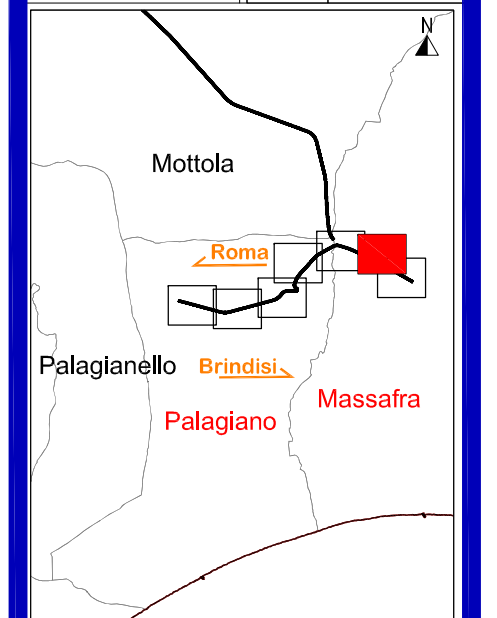 N
Mottola
Roma
Palagianello
Brindisi
Massafra
Palagiano